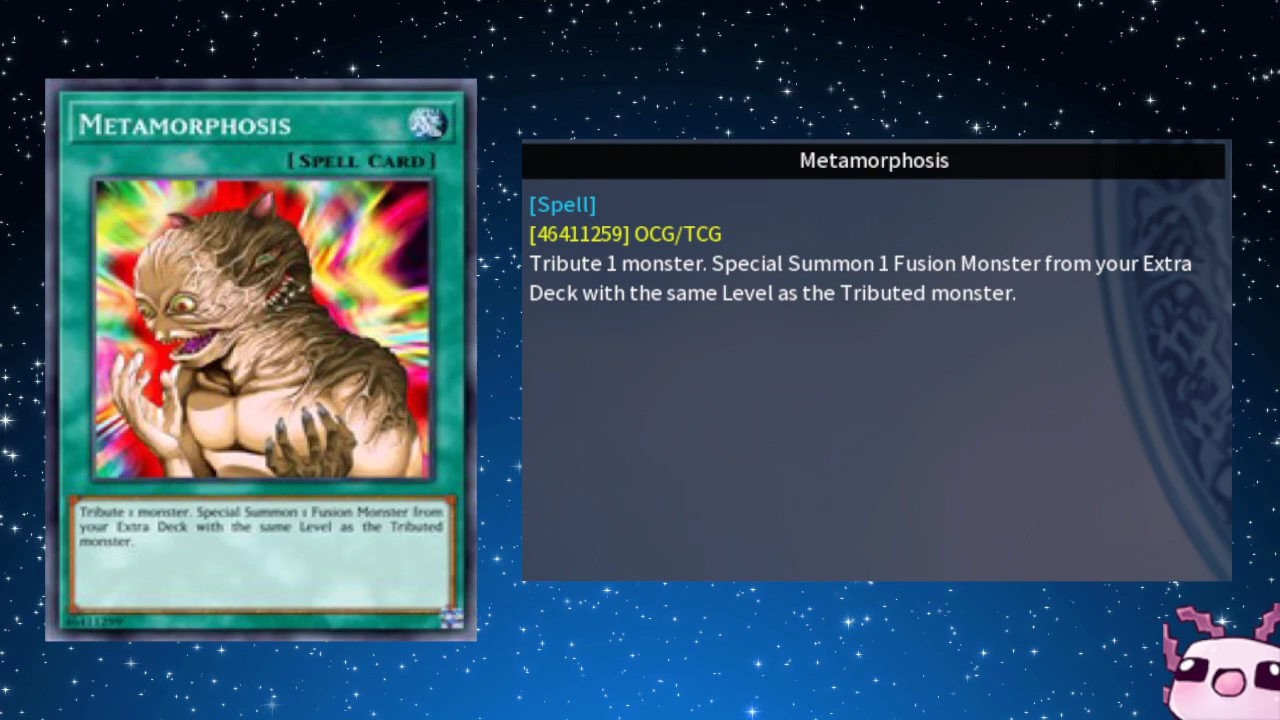 METAMORPHOSIS
[SPELL CARD]
Tribute 1 monster. Special Summon 1 Fusion Monster from
your Extra Deck with the same Level as the Tributed
monster.
46411259
Metamorphosis
[Spell]
[46411259] OCG/TCG
Tribute 1 monster. Special Summon 1 Fusion Monster from your Extra
Deck with the same Level as the Tributed monster.